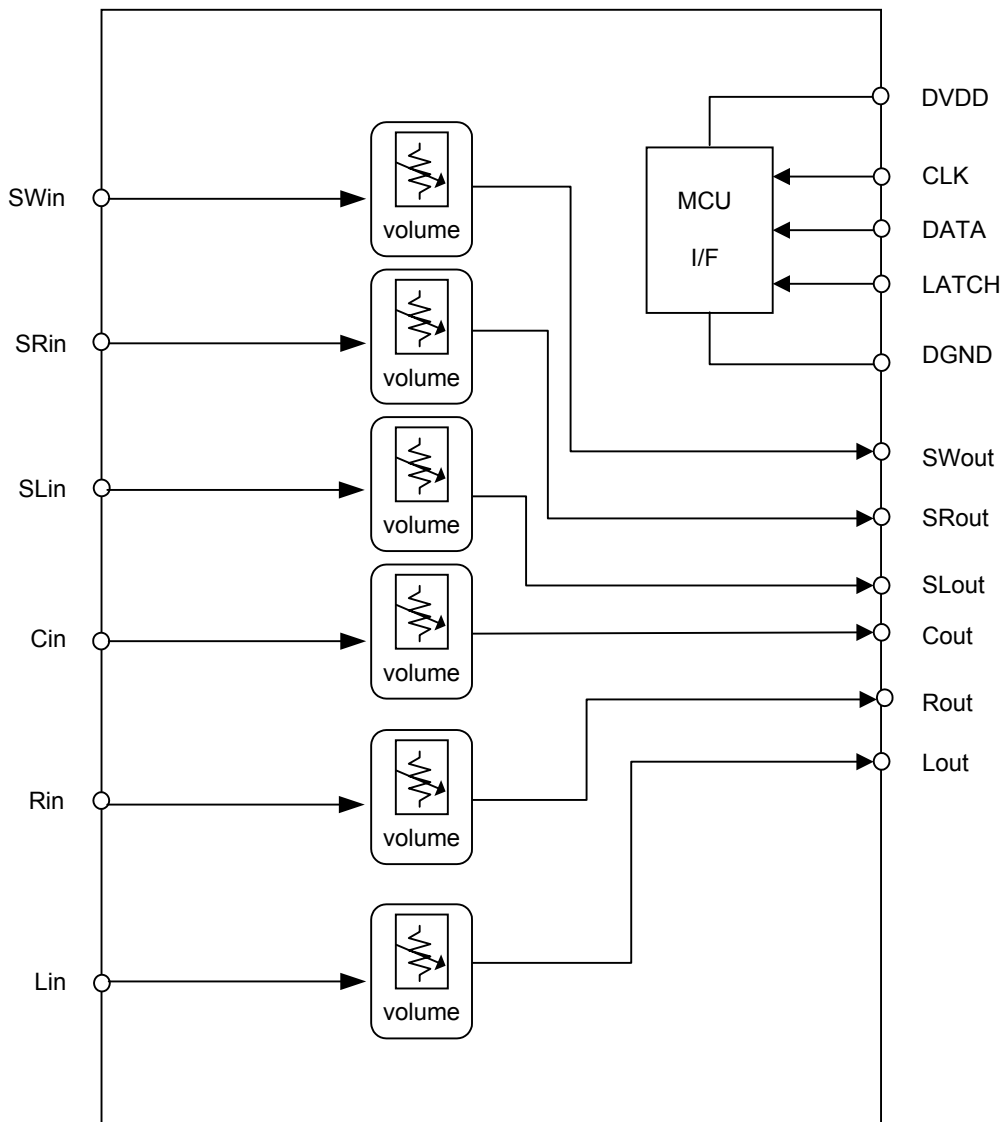 SWin
SRin
SLin
Cin
Rin
Lin
volume
volume
volume
volume
volume
volume
MCU
I/F
DVDD
CLK
DATA
LATCH
DGND
SWout
SRout
SLout
Cout
Rout
Lout